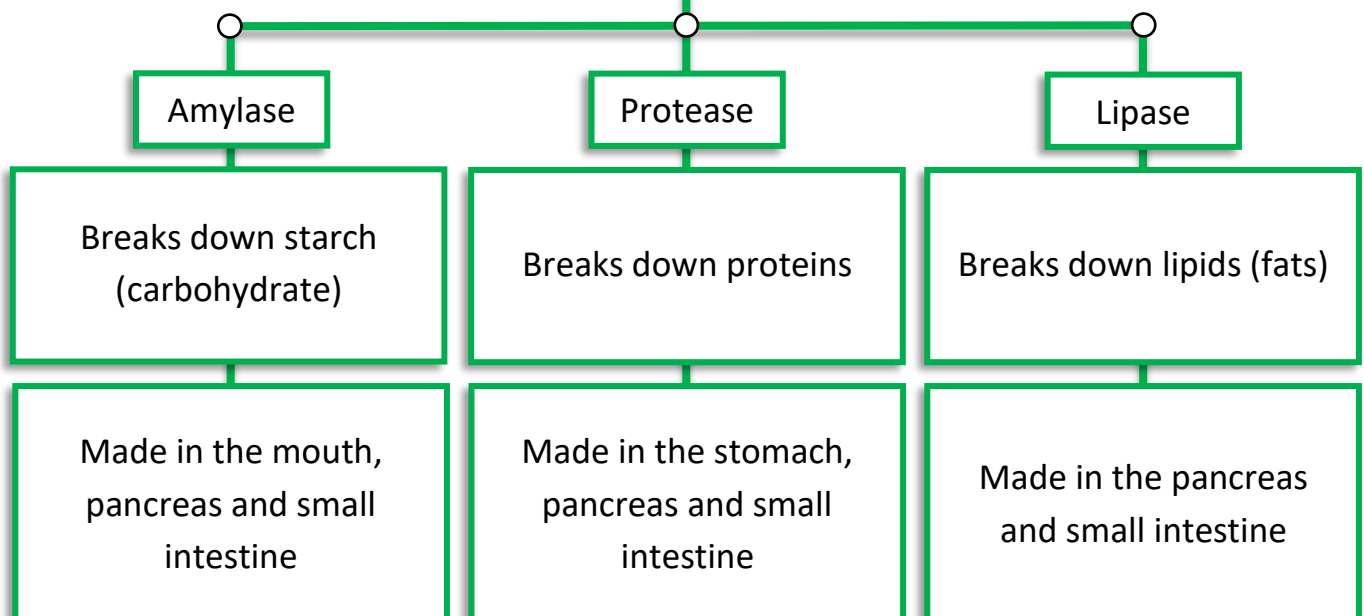 Amylase
Protease
Lipase
Breaks down starch
(carbohydrate)
Breaks down proteins
Breaks down lipids (fats)
Made in the mouth,
pancreas and small
intestine
Made in the stomach,
pancreas and small
intestine
Made in the pancreas
and small intestine